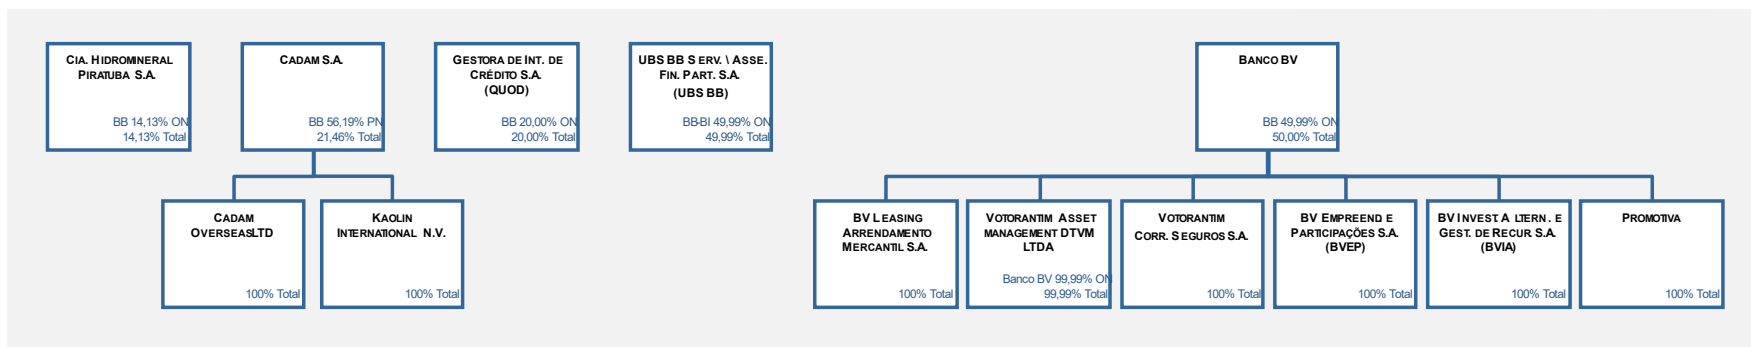 CIA. HIDROMINERAL
PIRATUBA S.A.
BB 14,13% ON
14,13% Total
CADAM S.A.
BB 56,19% PN
21,46% Total
GESTORA DE INT. DE
CRÉDITO S.A.
(QUOD)
BB 20,00% ON
20,00% Total
UBS BB SERV. \ ASSE.
FIN. PART. S.A.
(UBS BB)
BB-BI 49,99% ON
49,99% Total
BANCO BV
BB 49,99% ON
50,00% Total
CADAM
OVERSEAS LTD
100% Total
KAOLIN
INTERNATIONAL N.V.
100% Total
BV LEASING
ARRENDAMENTO
MERCANTIL S.A.
100% Total
VOTORANTIM ASSET
MANAGEMENT DTVM
LTDA
Banco BV 99,99% ON
99,99% Total
VOTORANTIM
CORR. SEGUROS S.A.
100% Total
BV EMPREEND E
PARTICIPAÇÕES S.A.
(BVEP)
100% Total
BV INVEST. ALTERN. E
GEST. DE RECUR. S.A.
(BVIA)
100% Total
PROMOTIVA
100% Total